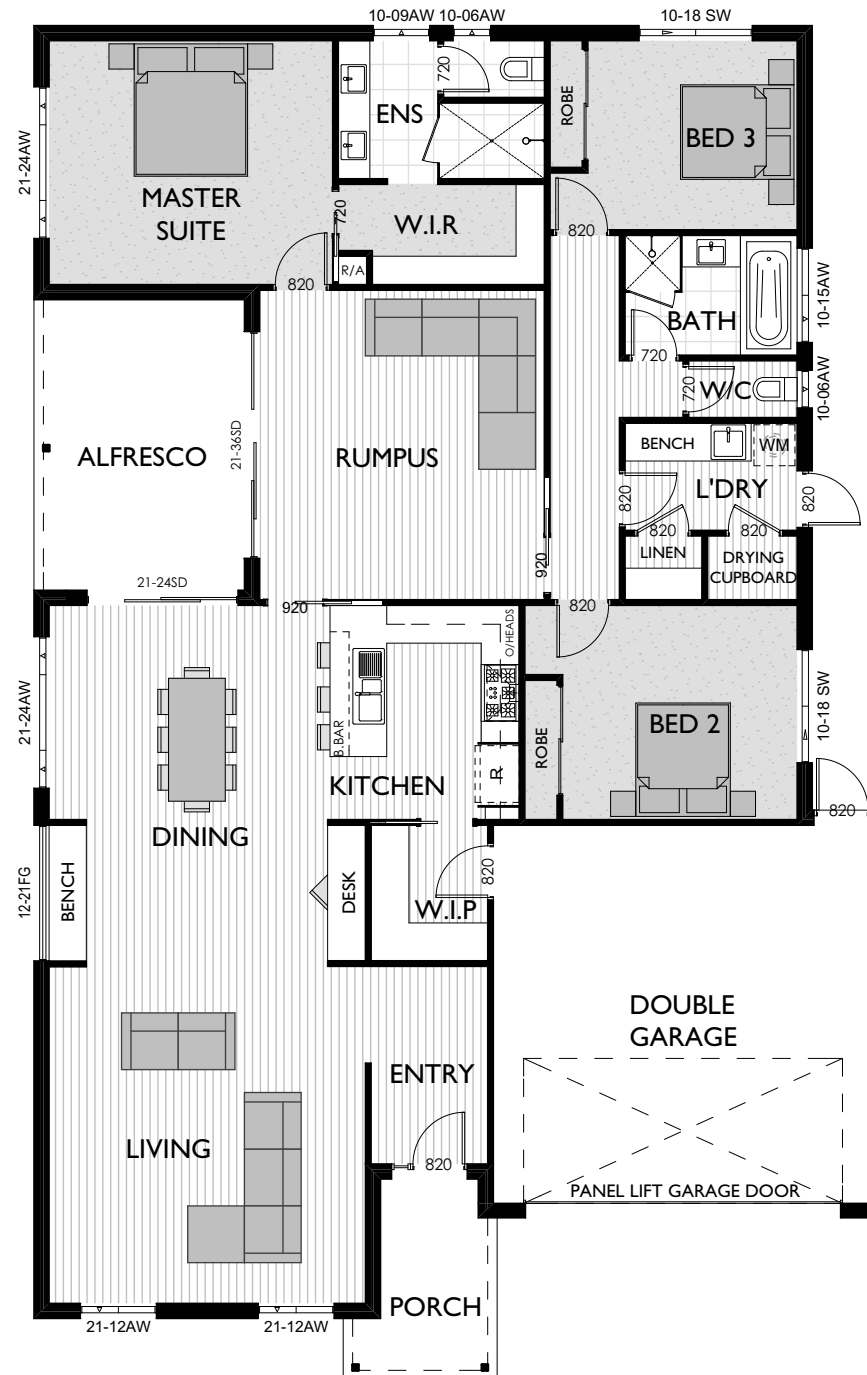 10-09AW
10-06AW
10-18 SW
720
ENS
ROBE
BED 3
21-24AW
MASTER
SUITE
720
W.I.R
R/A
820
820
BATH
10-15AW
720
720
W/C
10-06AW
ALFRESCO
21-36SD
RUMPUS
BENCH
WM
L'DRY
820
820
820
820
LINEN
DRYING
CUPBOARD
920
21-24SD
920
820
O/HEADS
21-24AW
B.BAR
R
KITCHEN
ROBE
BED 2
10-18 SW
820
DINING
12-21FG
BENCH
DESK
W.I.P
820
DOUBLE
GARAGE
ENTRY
LIVING
820
PANEL LIFT GARAGE DOOR
PORCH
21-12AW
21-12AW